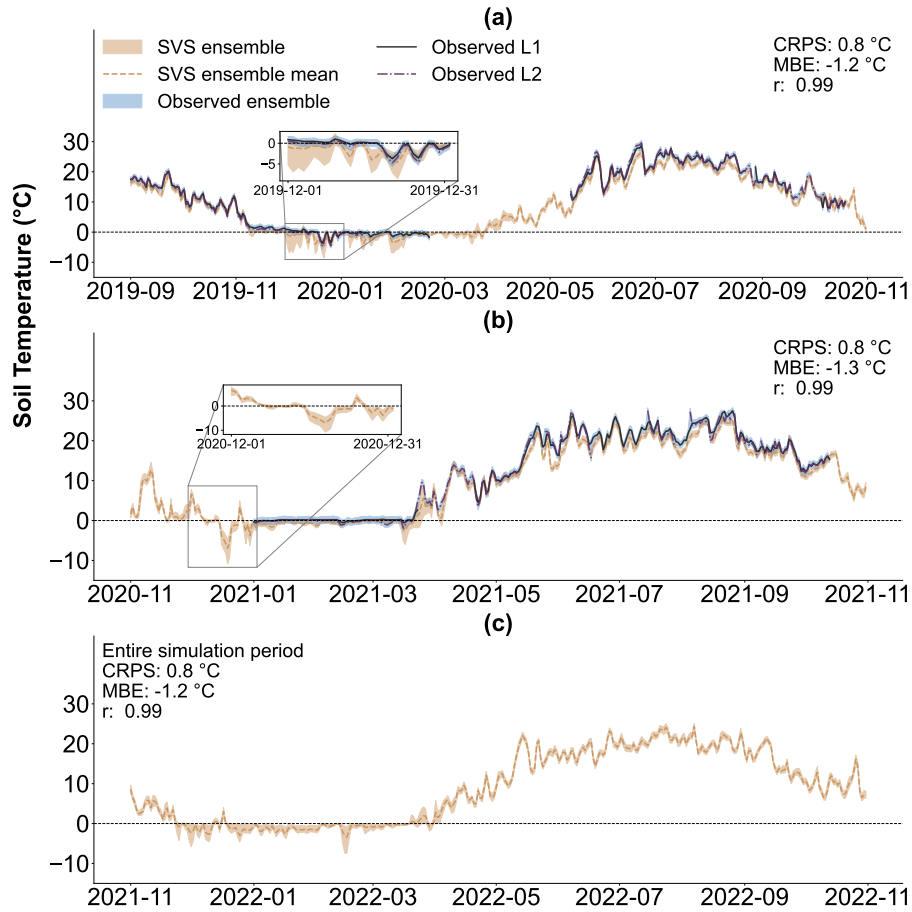 (a)
SVS ensemble
SVS ensemble mean
Observed ensemble
Observed L1
Observed L2
CRPS: 0.8 °C
MBE: -1.2 °C
r: 0.99
30
20
10
0
−10
0
−5
2019-12-01
2019-12-31
2019-09
2019-11
2020-01
2020-03
2020-05
2020-07
2020-09
2020-11
Soil Temperature (°C)
(b)
CRPS: 0.8 °C
MBE: -1.3 °C
r: 0.99
30
20
10
0
−10
0
−10
2020-12-01
2020-12-31
2020-11
2021-01
2021-03
2021-05
2021-07
2021-09
2021-11
(c)
Entire simulation period
CRPS: 0.8 °C
MBE: -1.2 °C
r: 0.99
30
20
10
0
−10
2021-11
2022-01
2022-03
2022-05
2022-07
2022-09
2022-11